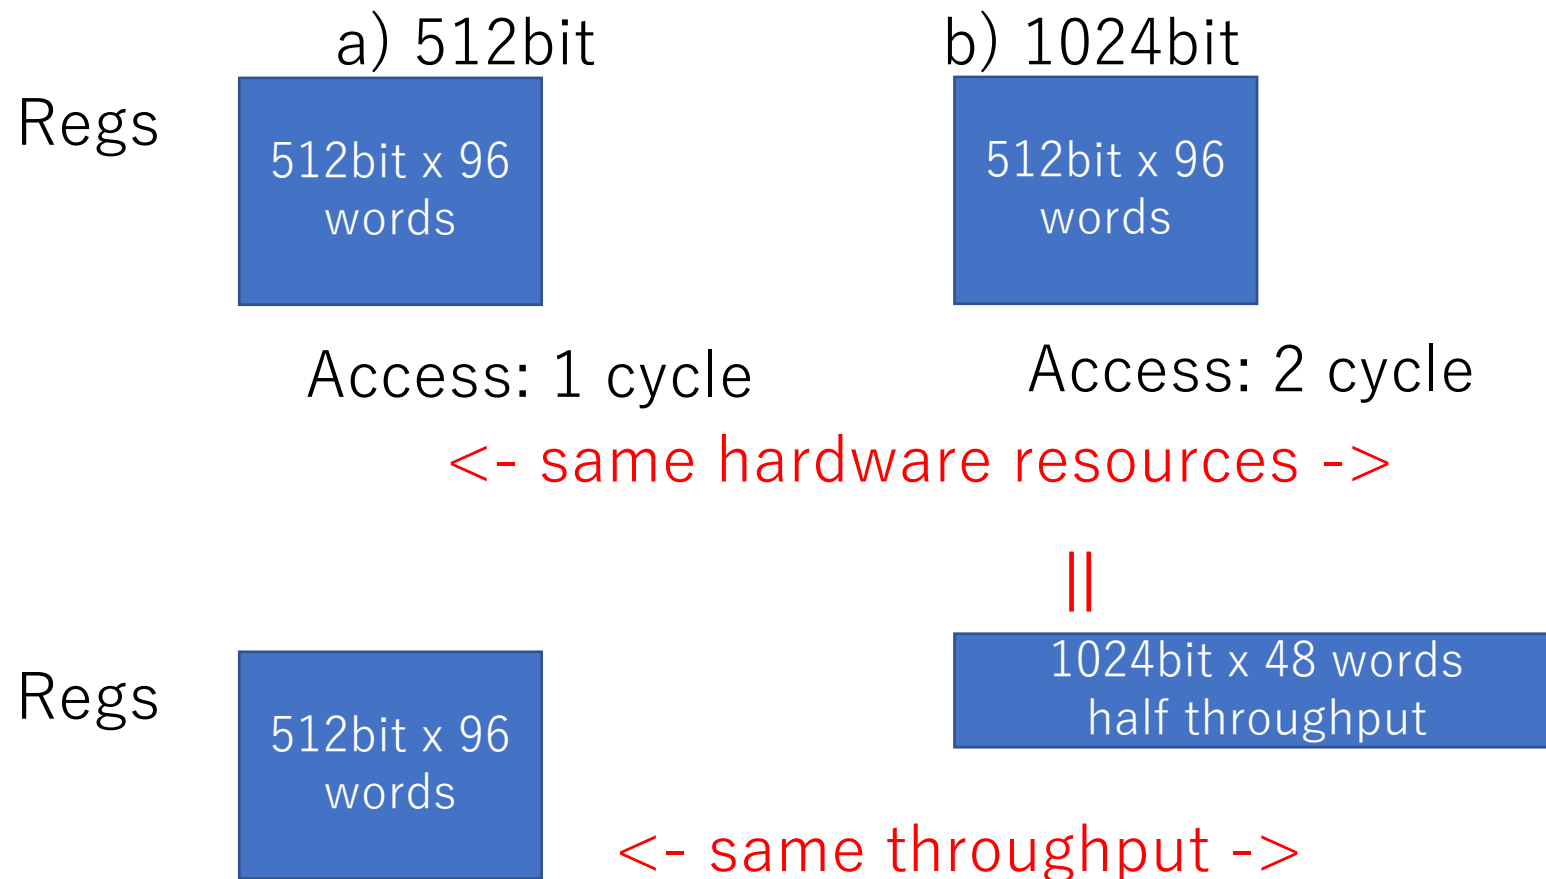 a) 512bit
b) 1024bit
Regs
512bit x 96
words
512bit x 96
words
Access: 1 cycle
Access: 2 cycle
<- same hardware resources ->
||
1024bit x 48 words
half throughput
Regs
512bit x 96
words
<- same throughput ->